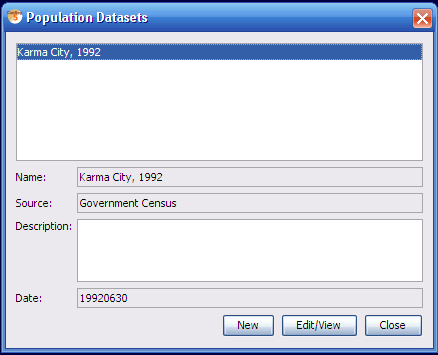 Population Datasets
Karma City, 1992
Name: Karma City, 1992
Source: Government Census
Description:
Date: 19920630
New Edit/View Close